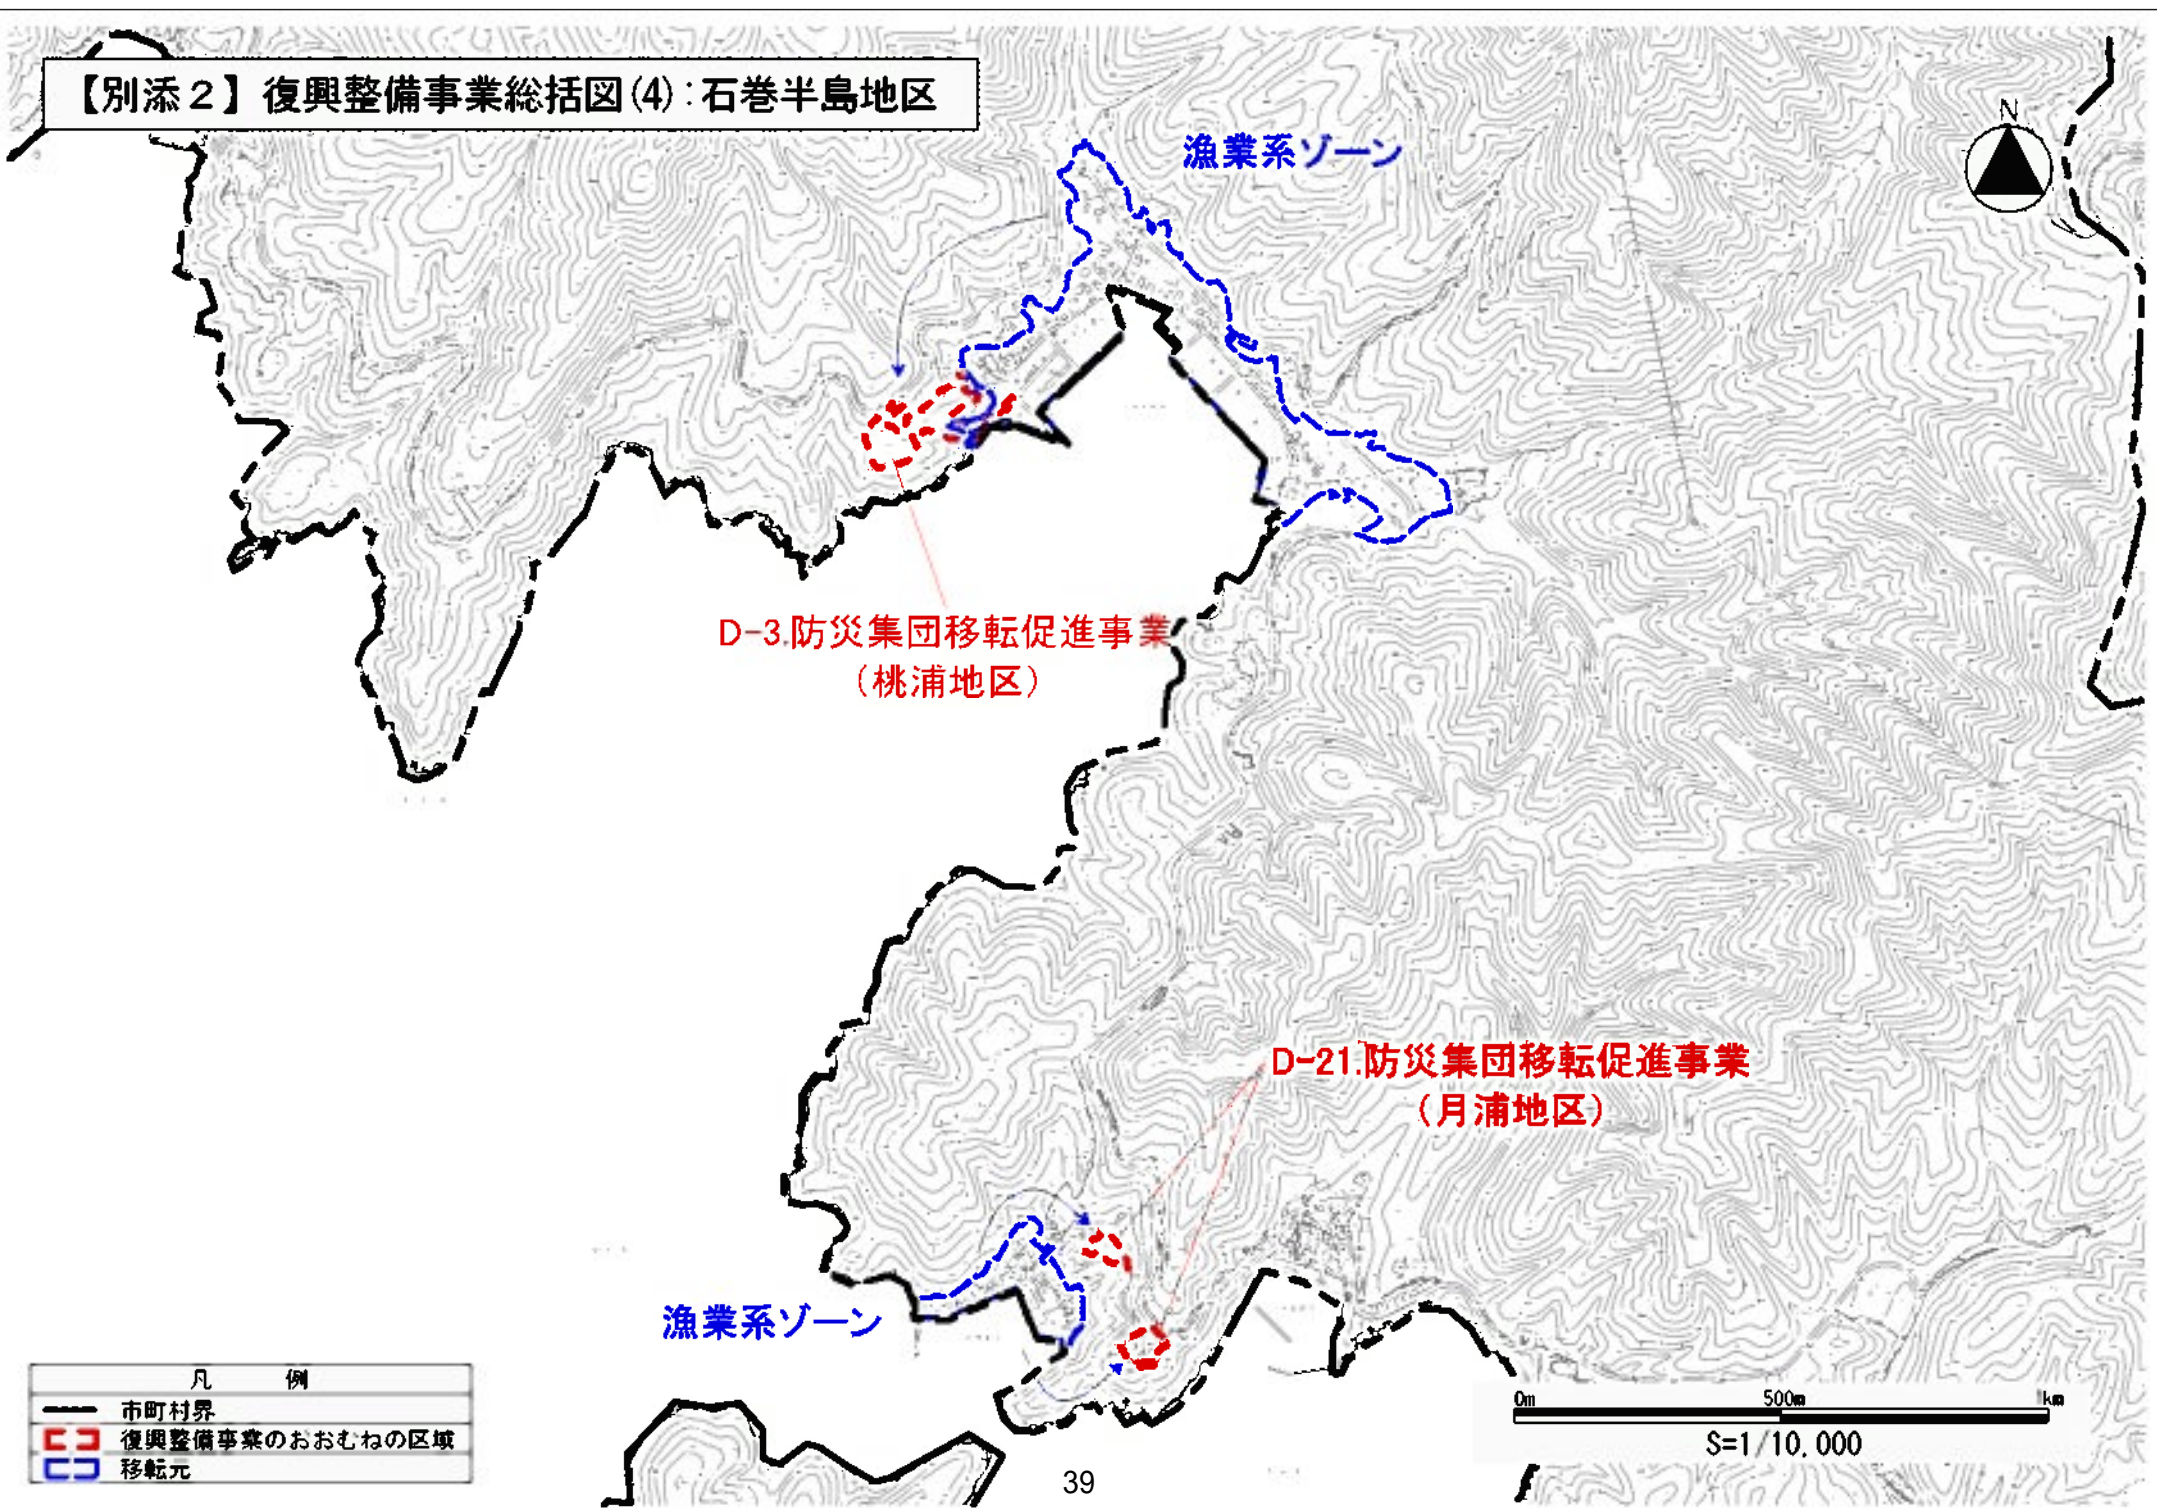 【別添２】復興整備事業総括図(4)：石巻半島地区
N
漁業系ゾーン
D-3.防災集団移転促進事業
（桃浦地区）
D-21.防災集団移転促進事業
（月浦地区）
漁業系ゾーン
凡　例
市町村界
復興整備事業のおおむねの区域
移転元
0m 500m 1km
S=1/10,000
39